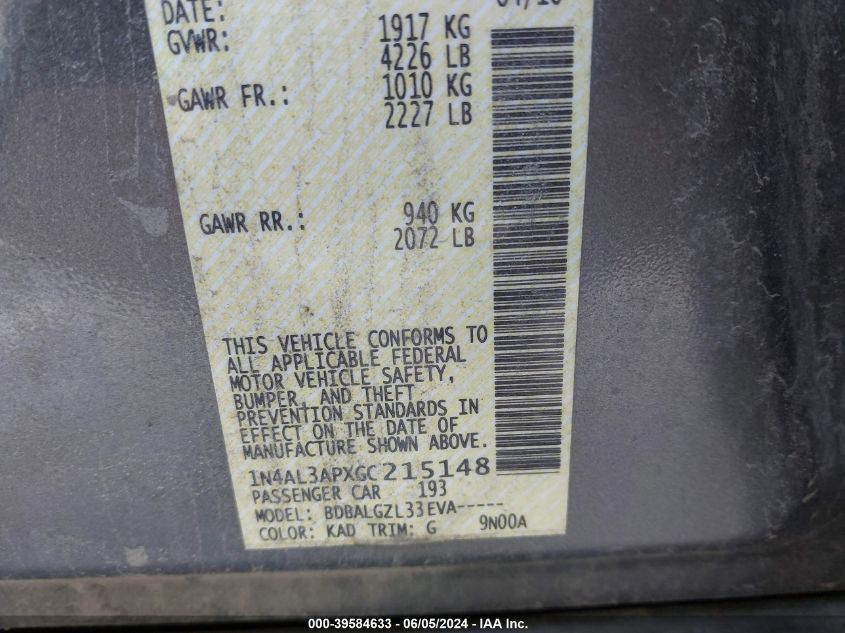 DATE:
GVWR: 1917 KG
4226 LB
GAWR FR.: 1010 KG
2227 LB
GAWR RR.: 940 KG
2072 LB
THIS VEHICLE CONFORMS TO
ALL APPLICABLE FEDERAL
MOTOR VEHICLE SAFETY,
BUMPER, AND THEFT
PREVENTION STANDARDS IN
EFFECT ON THE DATE OF
MANUFACTURE SHOWN ABOVE.
1N4AL3APXGC215148
PASSENGER CAR 193
MODEL: BDBALGZL33EVA-----
COLOR: KAD TRIM: G 9N00A
000-39584633 - 06/05/2024 - IAA Inc.